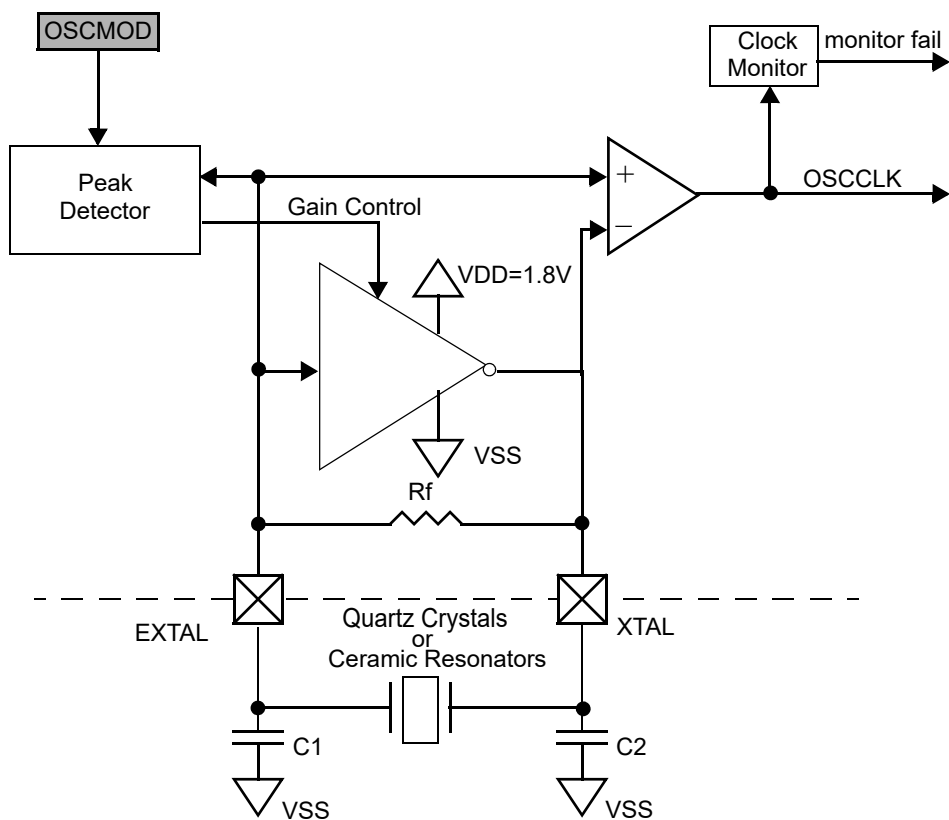 OSCMOD
Clock
Monitor
monitor fail
Peak
Detector
+
OSCCLK
Gain Control
−
VDD=1.8V
VSS
Rf
EXTAL
Quartz Crystals
or
Ceramic Resonators
XTAL
C1
C2
VSS
VSS